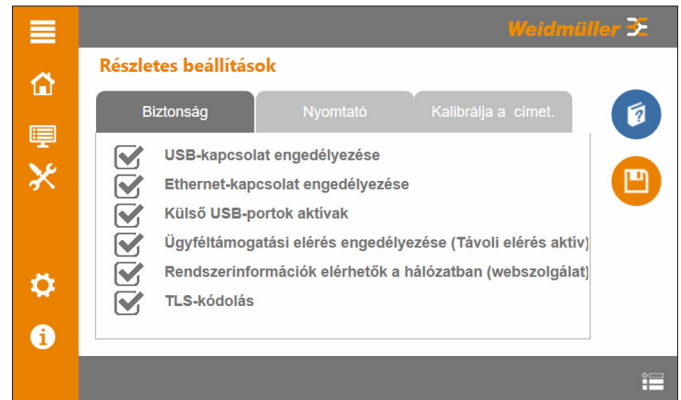 Weidmüller
Részletes beállítások
Biztonság
Nyomtató
Kalibrálja a címet.
USB-kapcsolat engedélyezése
Ethernet-kapcsolat engedélyezése
Külső USB-portok aktívak
Ügyféltámogatási elérés engedélyezése (Távoli elérés aktív)
Rendszerinformációk elérhetők a hálózatban (webszolgálat)
TLS-kódolás